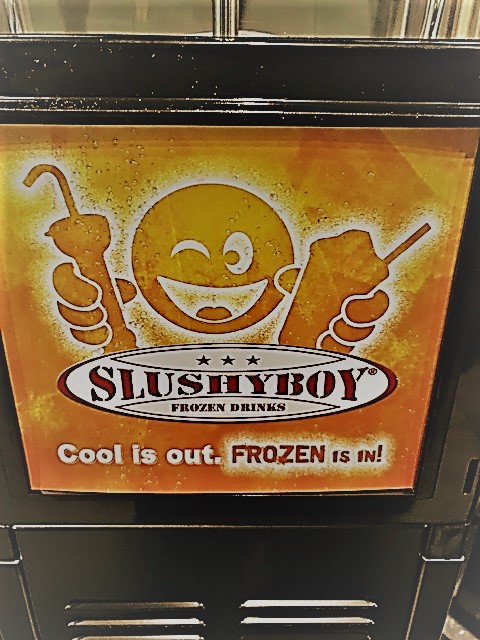 SLUSHYBOY®
FROZEN DRINKS
Cool is out. FROZEN IS IN!